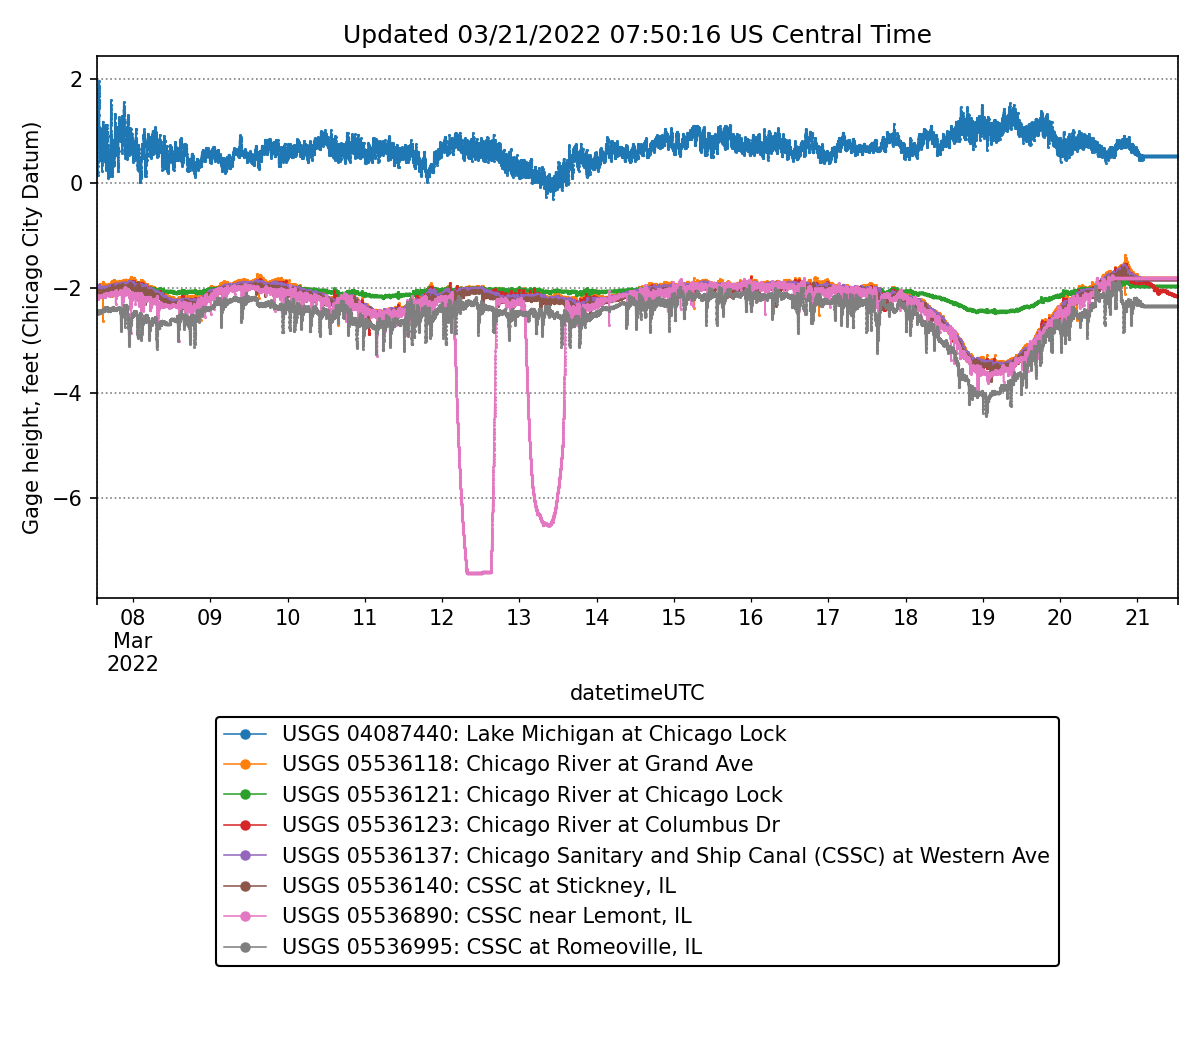 Updated 03/21/2022 07:50:16 US Central Time
Gage height, feet (Chicago City Datum)
2
0
−2
−4
−6
08 09 10 11 12 13 14 15 16 17 18 19 20 21
Mar
2022
datetimeUTC
USGS 04087440: Lake Michigan at Chicago Lock
USGS 05536118: Chicago River at Grand Ave
USGS 05536121: Chicago River at Chicago Lock
USGS 05536123: Chicago River at Columbus Dr
USGS 05536137: Chicago Sanitary and Ship Canal (CSSC) at Western Ave
USGS 05536140: CSSC at Stickney, IL
USGS 05536890: CSSC near Lemont, IL
USGS 05536995: CSSC at Romeoville, IL